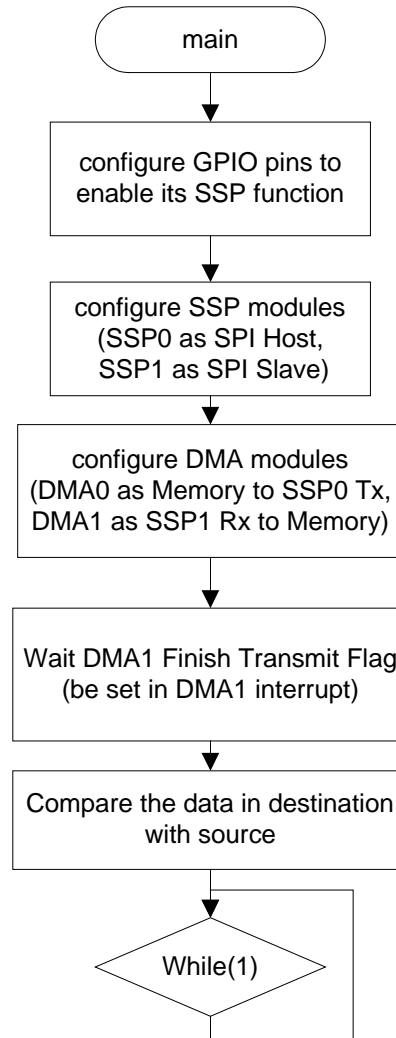 main
configure GPIO pins to
enable its SSP function
configure SSP modules
(SSP0 as SPI Host,
SSP1 as SPI Slave)
configure DMA modules
(DMA0 as Memory to SSP0 Tx,
DMA1 as SSP1 Rx to Memory)
Wait DMA1 Finish Transmit Flag
(be set in DMA1 interrupt)
Compare the data in destination
with source
While(1)